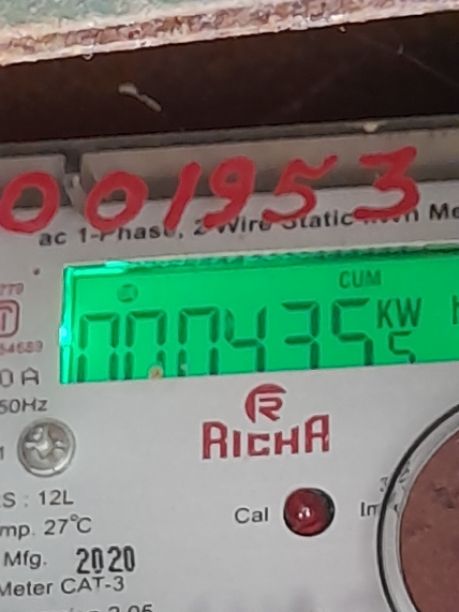 001953
ac 1-Phase, 2 Wire Static
CUM
000435 KW h
5
0 A
50Hz
RICHA
S : 12L
Cal
mp. 27°C
Mfg. 2020
Meter CAT-3